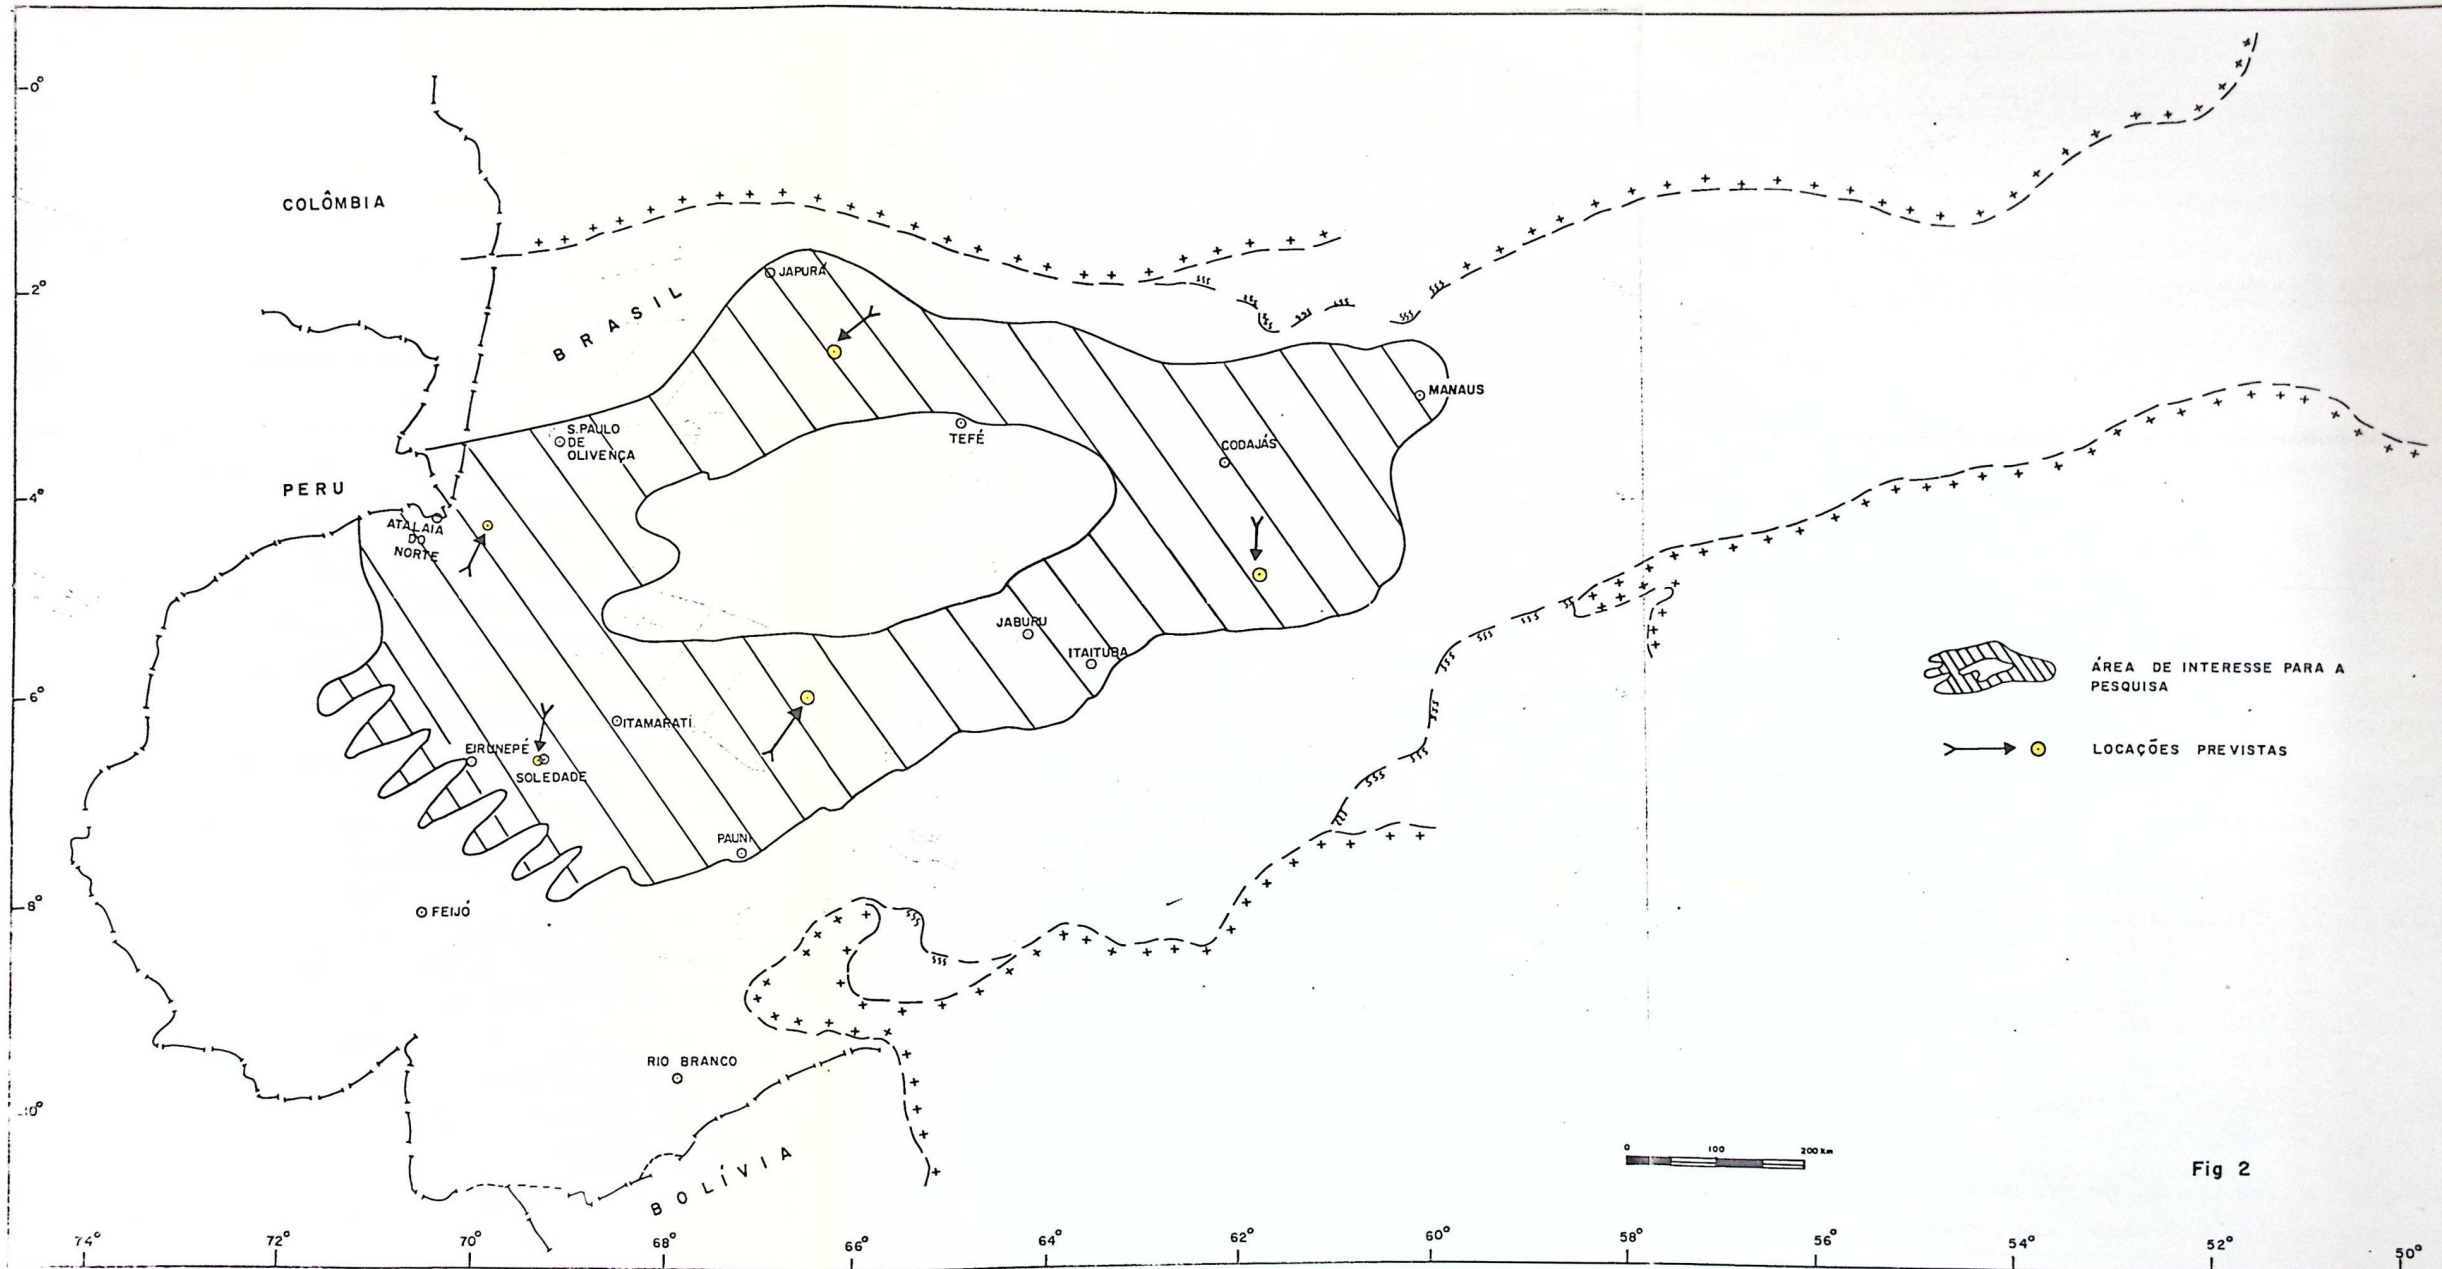 0°
COLÔMBIA
2°
BRASIL
JAPURÁ
MANAUS
S.PAULO
DE
OLIVENÇA
TEFÉ
CODAJÁS
PERU
4°
ATALAIA
DO
NORTE
JABURU
ITAITUBA
ÁREA DE INTERESSE PARA A
PESQUISA
6°
ITAMARATÍ
EIRUNEPÉ
SOLEDADE
LOCAÇÕES PREVISTAS
PAUNI
8°
FEIJÓ
RIO BRANCO
10°
BOLÍVIA
0 100 200 Km
Fig 2
74° 72° 70° 68° 66° 64° 62° 60° 58° 56° 54° 52° 50°